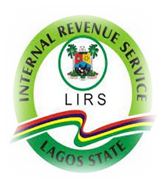 INTERNAL REVENUE SERVICE
LIRS
LAGOS STATE